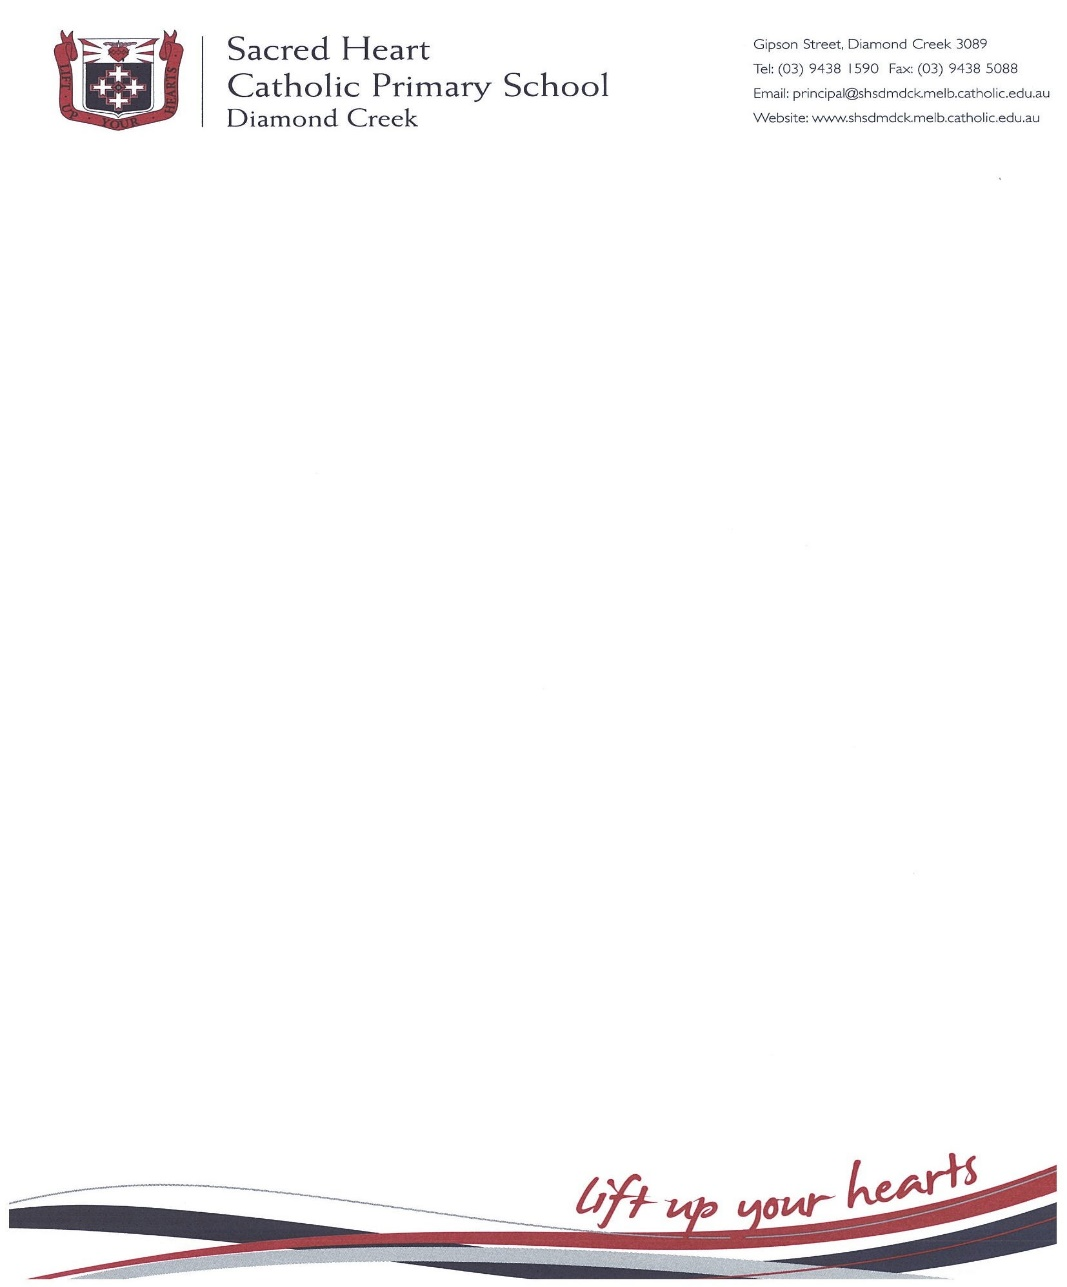 LIFT UP YOUR HEARTS
Sacred Heart
Catholic Primary School
Diamond Creek
Gipson Street, Diamond Creek 3089
Tel: (03) 9438 1590 Fax: (03) 9438 5088
Email: principal@shsdmdck.melb.catholic.edu.au
Website: www.shsdmdck.melb.catholic.edu.au
lift up your hearts